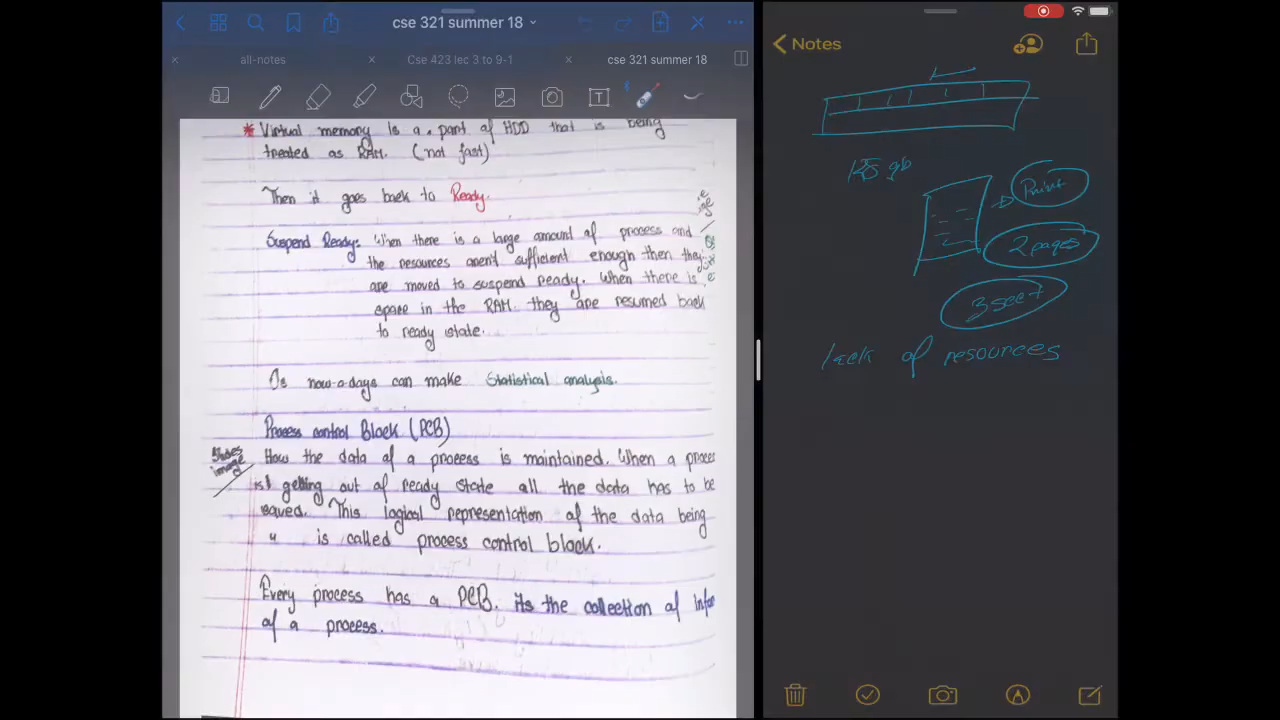 cse 321 summer 18
all-notes
Cse 423 lec 3 to 9-1
cse 321 summer 18
* Virtual memory is a part of HDD that is being
treated as RAM. (not fast)
Then it goes back to Ready.
Suspend Ready: When there is a large amount of process and
the resources aren't sufficient enough then they
are moved to suspend ready. When there is
space in the RAM they are resumed back
to ready state.
Os now-a-days can make Statistical analysis.
Process control Block (PCB)
Slides image
How the data of a process is maintained. When a process
is getting out of ready state all the data has to be
saved. This logical representation of the data being
is called process control block.
Every process has a PCB. Its the collection of infor
of a process.
Notes
gb
Print
2 pages
3 sec
lack of resources